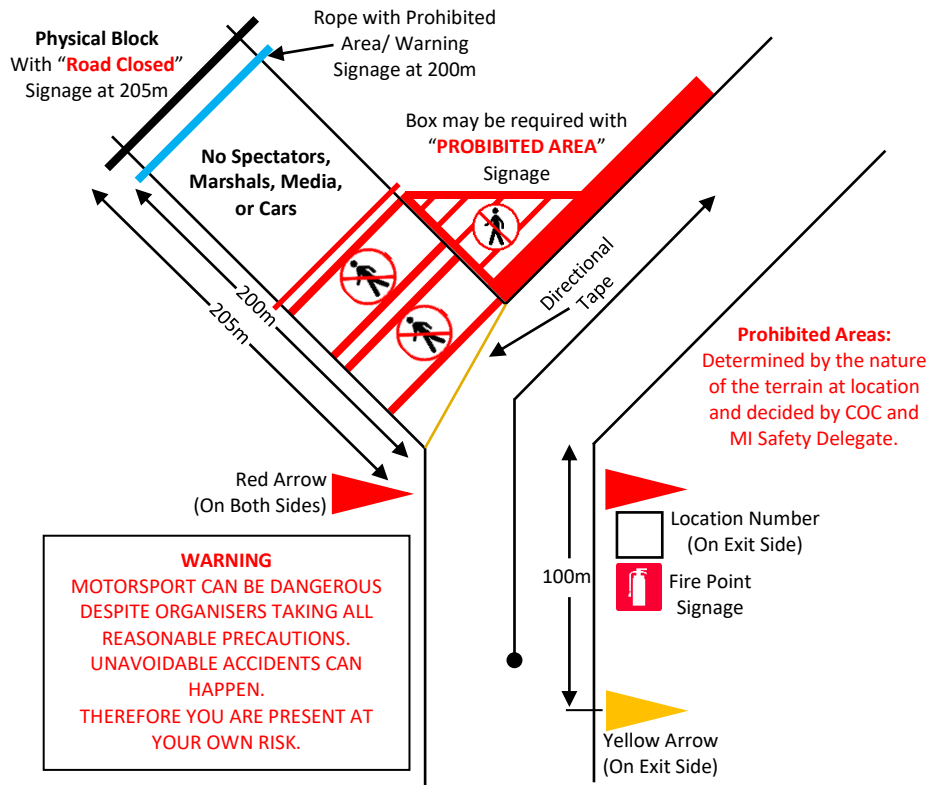 Physical Block
With “Road Closed”
Signage at 205m
Rope with Prohibited
Area/ Warning
Signage at 200m
Box may be required with
“PROBIBITED AREA”
Signage
No Spectators,
Marshals, Media,
or Cars
Directional
Tape
200m
205m
Prohibited Areas:
Determined by the nature
of the terrain at location
and decided by COC and
MI Safety Delegate.
Red Arrow
(On Both Sides)
Location Number
(On Exit Side)
100m
Fire Point
Signage
WARNING
MOTORSPORT CAN BE DANGEROUS
DESPITE ORGANISERS TAKING ALL
REASONABLE PRECAUTIONS.
UNAVOIDABLE ACCIDENTS CAN
HAPPEN.
THEREFORE YOU ARE PRESENT AT
YOUR OWN RISK.
Yellow Arrow
(On Exit Side)